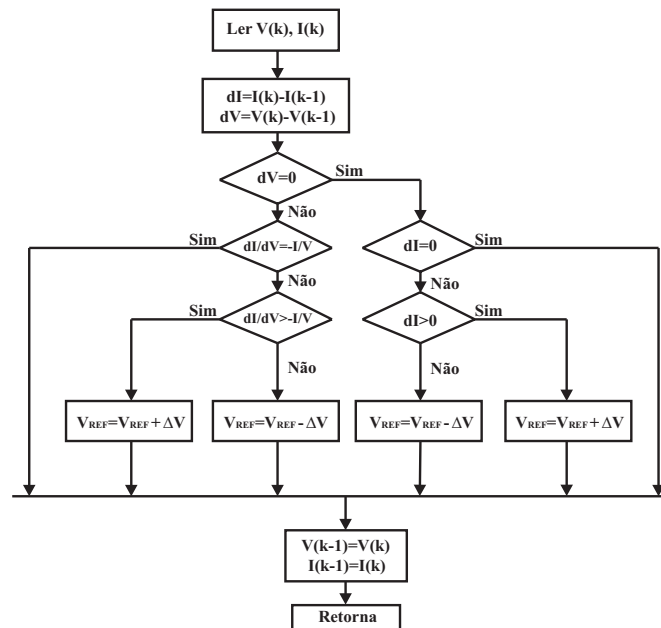 Ler V(k), I(k)
dI=I(k)-I(k-1)
dV=V(k)-V(k-1)
dV=0
Sim
Não
Sim
dI/dV=-I/V
dI=0
Sim
Não
Não
Sim
dI/dV>-I/V
dI>0
Sim
Não
Não
VREF=VREF+ΔV
VREF=VREF-ΔV
VREF=VREF-ΔV
VREF=VREF+ΔV
V(k-1)=V(k)
I(k-1)=I(k)
Retorna